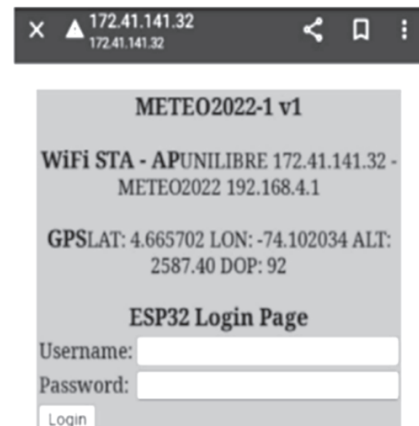 172.41.141.32
172.41.141.32
METEO2022-1 v1
WiFi STA - APUNILIBRE 172.41.141.32 -
METEO2022 192.168.4.1
GPSLAT: 4.665702 LON: -74.102034 ALT:
2587.40 DOP: 92
ESP32 Login Page
Username:
Password:
Login